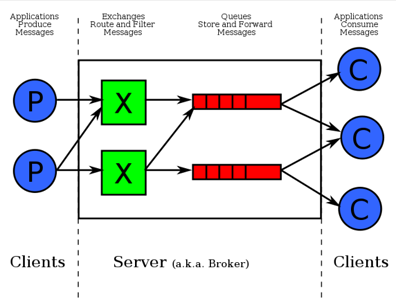 Applications
Produce
Messages
Exchanges
Route and Filter
Messages
Queues
Store and Forward
Messages
Applications
Consume
Messages
P
X
C
P
X
C
C
Clients
Server (a.k.a. Broker)
Clients